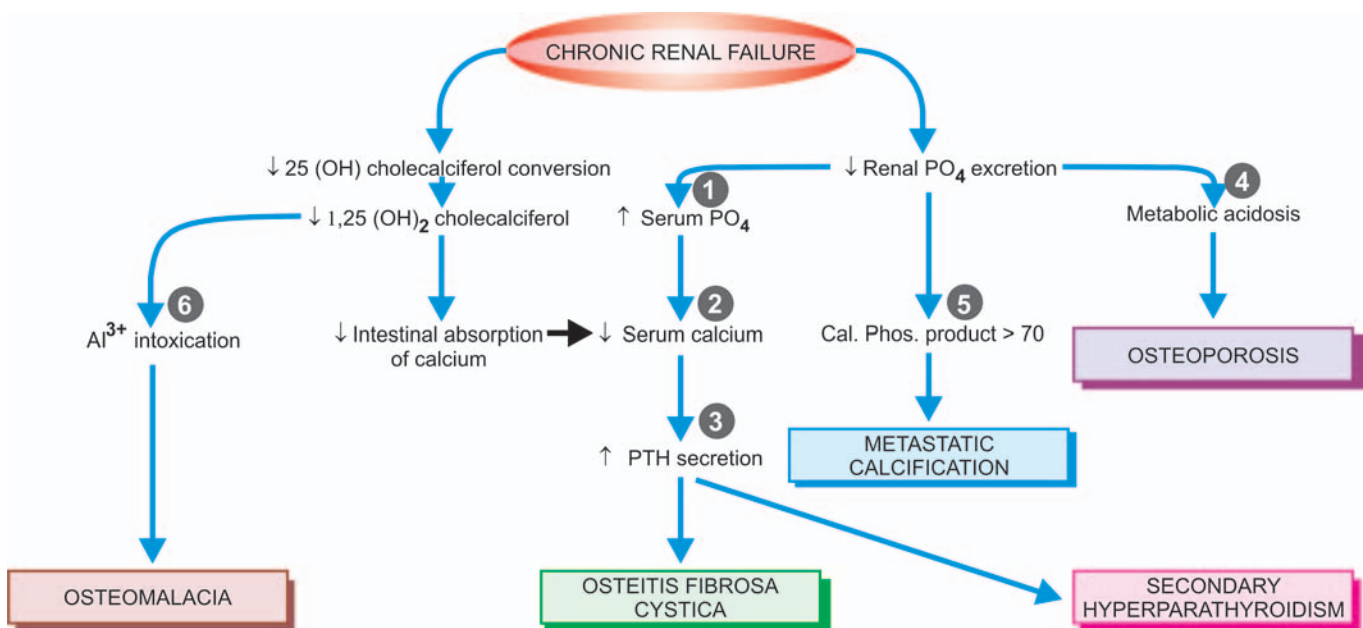 CHRONIC RENAL FAILURE
↓ 25 (OH) cholecalciferol conversion
↓ Renal PO4 excretion
1
4
↓ 1,25 (OH)2 cholecalciferol
↑ Serum PO4
Metabolic acidosis
6
2
5
Al3+ intoxication
↓ Intestinal absorption
of calcium
↓ Serum calcium
Cal. Phos. product > 70
OSTEOPOROSIS
3
↑ PTH secretion
METASTATIC
CALCIFICATION
OSTEOMALACIA
OSTEITIS FIBROSA
CYSTICA
SECONDARY
HYPERPARATHYROIDISM